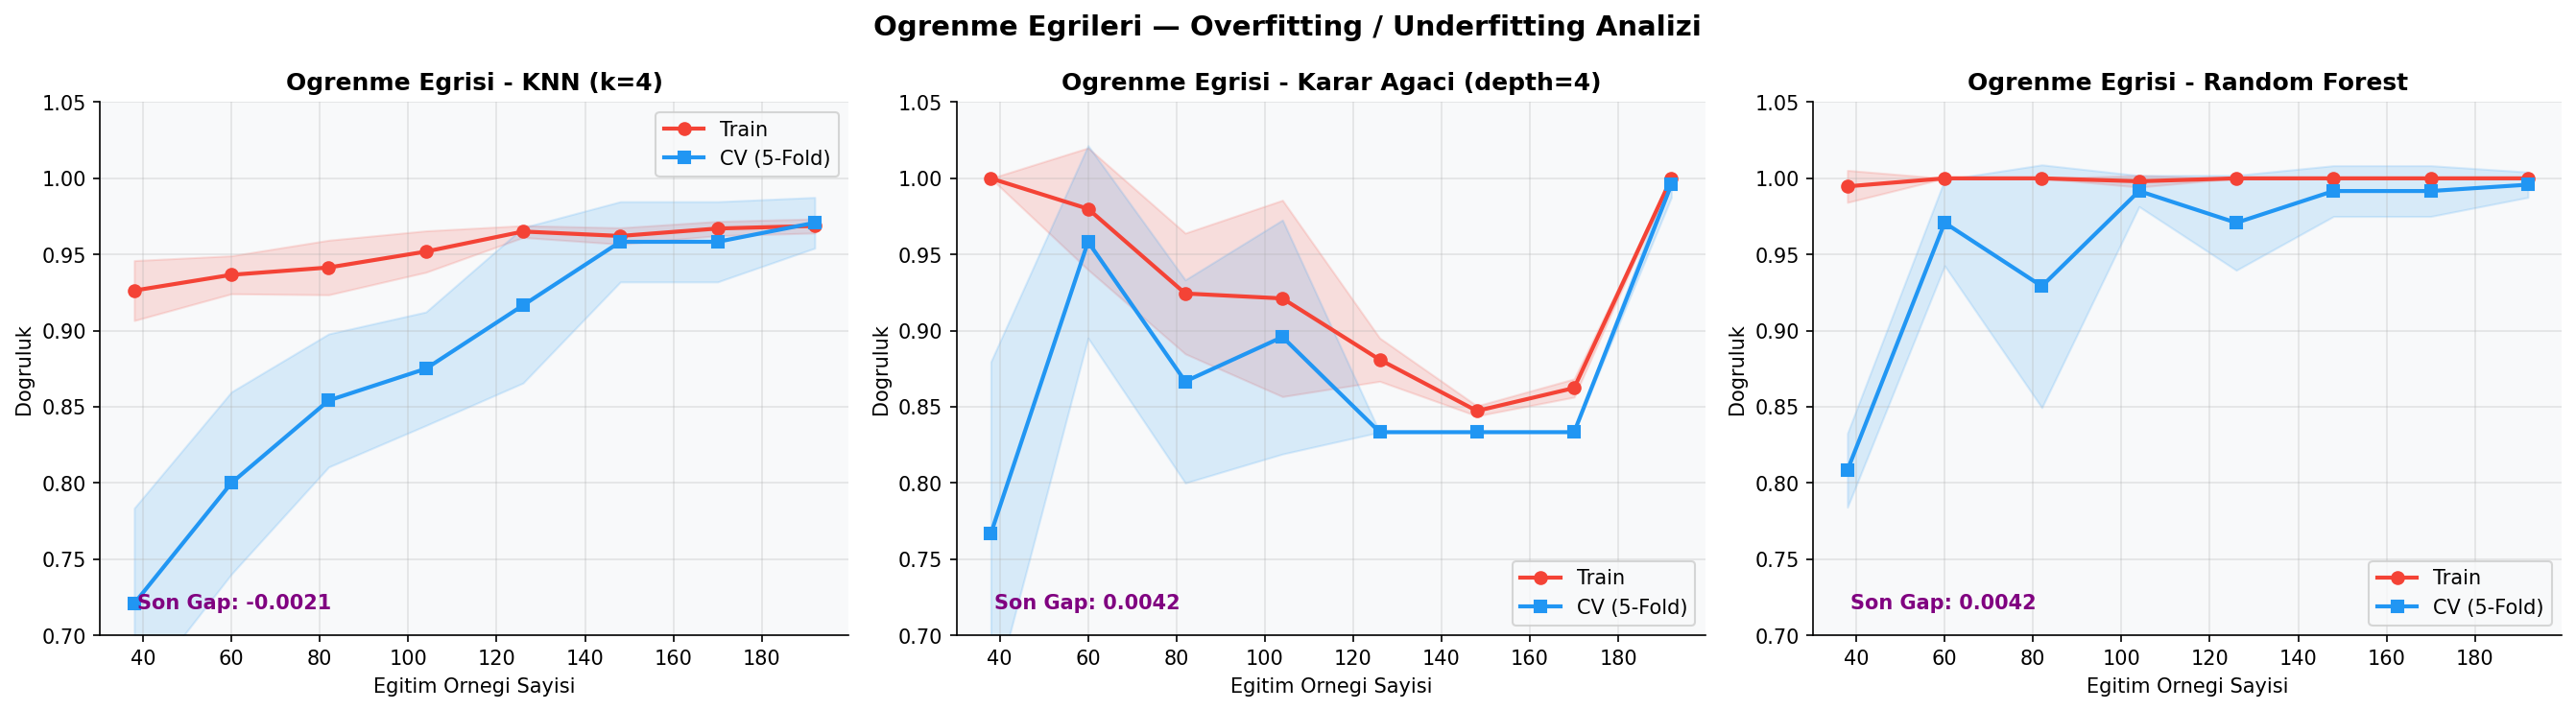 Ogrenme Egrileri — Overfitting / Underfitting Analizi
Ogrenme Egrisi - KNN (k=4)
1.05
1.00
0.95
0.90
0.85
0.80
0.75
0.70
Dogruluk
Train
CV (5-Fold)
Son Gap: -0.0021
40 60 80 100 120 140 160 180
Egitim Ornegi Sayisi
Ogrenme Egrisi - Karar Agaci (depth=4)
1.05
1.00
0.95
0.90
0.85
0.80
0.75
0.70
Dogruluk
Son Gap: 0.0042
Train
CV (5-Fold)
40 60 80 100 120 140 160 180
Egitim Ornegi Sayisi
Ogrenme Egrisi - Random Forest
1.05
1.00
0.95
0.90
0.85
0.80
0.75
0.70
Dogruluk
Son Gap: 0.0042
Train
CV (5-Fold)
40 60 80 100 120 140 160 180
Egitim Ornegi Sayisi